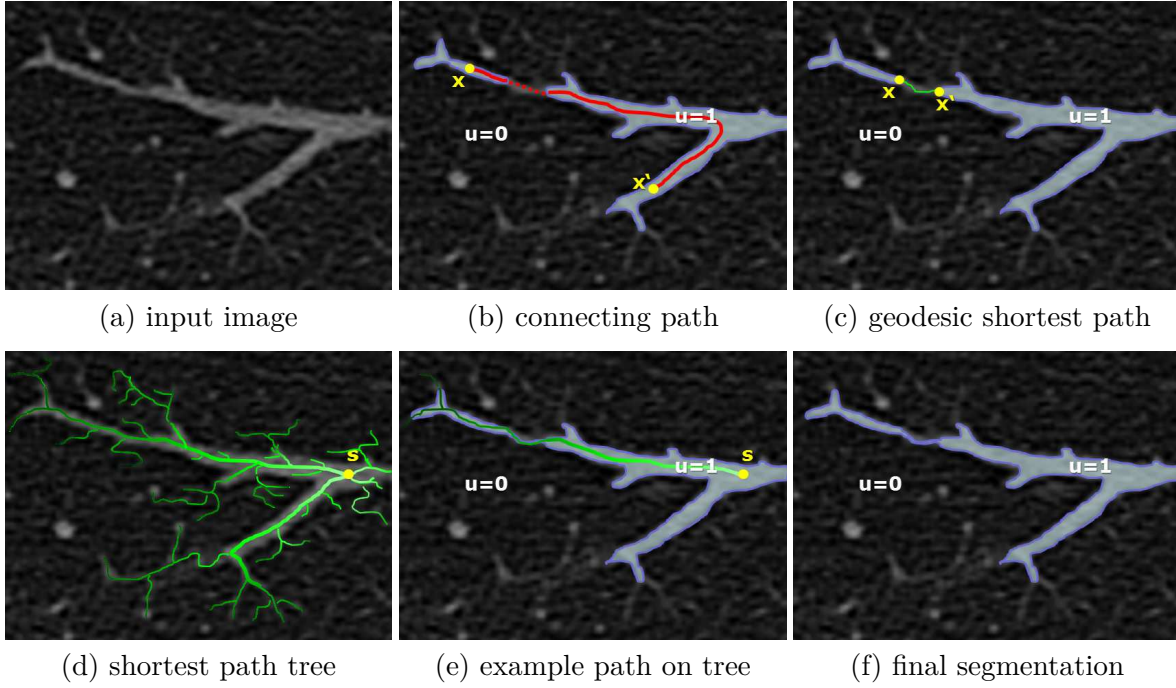 x
u=1
u=0
x‘
x
x‘
u=1
u=0
(a) input image
(b) connecting path
(c) geodesic shortest path
s
s
u=1
u=0
u=1
u=0
(d) shortest path tree
(e) example path on tree
(f) final segmentation